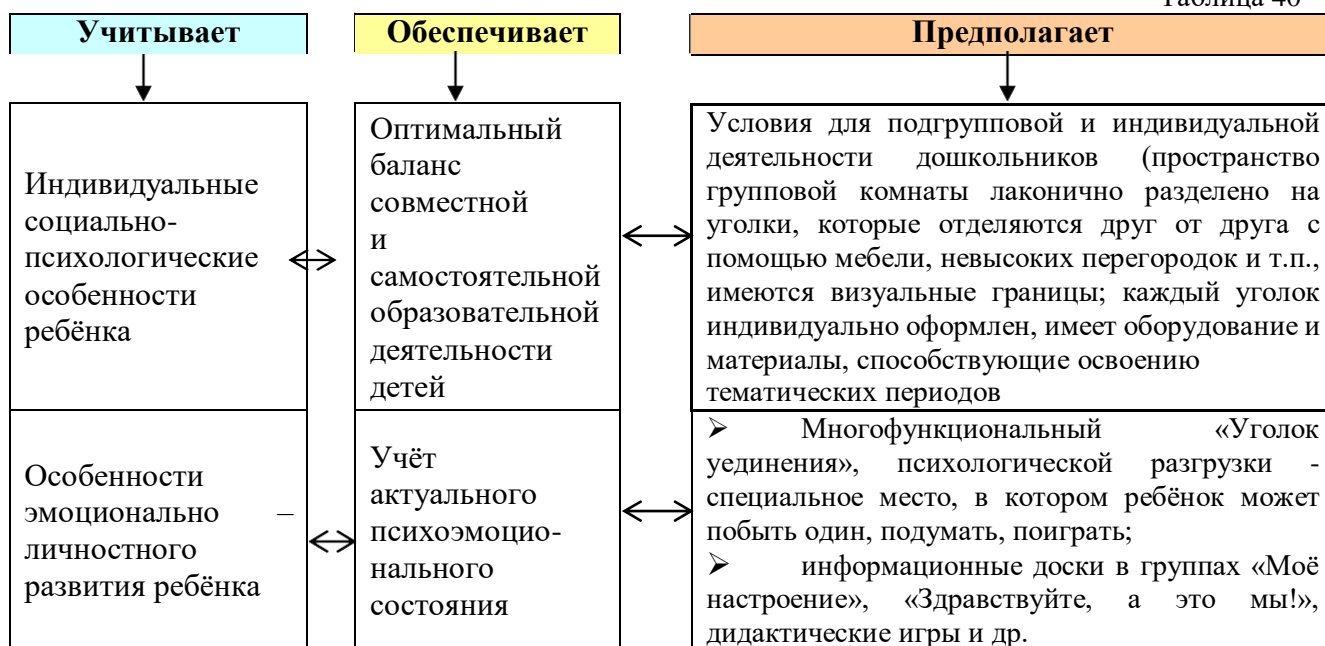 Таблица 40
Учитывает
Обеспечивает
Предполагает
Индивидуальные
социально-
психологические
особенности
ребёнка
Оптимальный
баланс
совместной
и
самостоятельной
образовательной
деятельности
детей
Условия для подгрупповой и индивидуальной
деятельности дошкольников (пространство
групповой комнаты лаконично разделено на
уголки, которые отделяются друг от друга с
помощью мебели, невысоких перегородок и т.п.,
имеются визуальные границы; каждый уголок
индивидуально оформлен, имеет оборудование и
материалы, способствующие освоению
тематических периодов
Особенности
эмоционально –
личностного
развития ребёнка
Учёт
актуального
психоэмоцио-
нального
состояния
➢ Многофункциональный «Уголок
уединения», психологической разгрузки -
специальное место, в котором ребёнок может
побыть один, подумать, поиграть;
➢ информационные доски в группах «Моё
настроение», «Здравствуйте, а это мы!»,
дидактические игры и др.